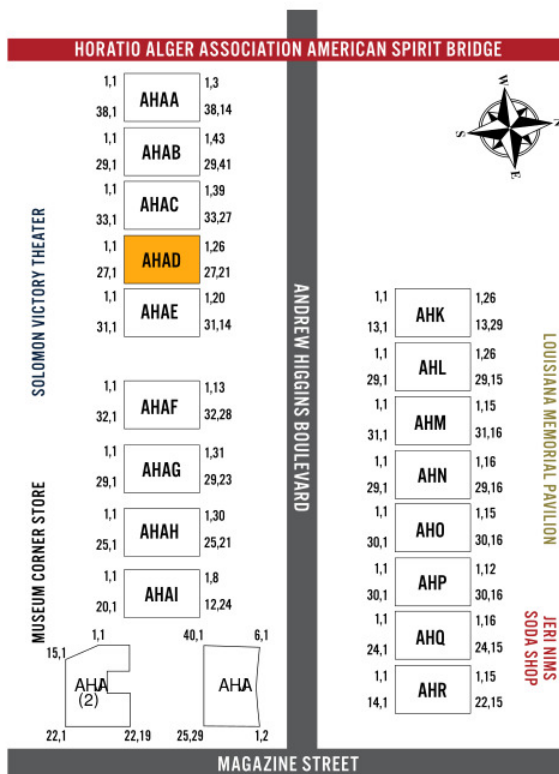 HORATIO ALGER ASSOCIATION AMERICAN SPIRIT BRIDGE
1,1 1,3
AHAA
38,1 38,14
1,1 1,43
AHAB
29,1 29,41
1,1 1,39
AHAC
33,1 33,27
1,1 1,26
AHAD
27,1 27,21
1,1 1,20
AHAE
31,1 31,14
1,1 1,13
AHAF
32,1 32,28
1,1 1,31
AHAG
29,1 29,23
1,1 1,30
AHAH
25,1 25,21
1,1 1,8
AHAI
20,1 12,24
1,1
15,1
AHA
(2)
22,1 22,19
40,1 6,1
AHA
25,29 1,2
SOLOMON VICTORY THEATER
MUSEUM CORNER STORE
ANDREW HIGGINS BOULEVARD
W
N
S
E
1,1 1,26
AHK
13,1 13,29
1,1 1,26
AHL
29,1 29,15
1,1 1,15
AHM
31,1 31,16
1,1 1,16
AHN
29,1 29,16
1,1 1,15
AHO
30,1 30,16
1,1 1,12
AHP
30,1 30,16
1,1 1,16
AHQ
24,1 24,15
1,1 1,15
AHR
14,1 22,15
LOUISIANA MEMORIAL PAVILION
JERI NIMS
SODA SHOP
MAGAZINE STREET